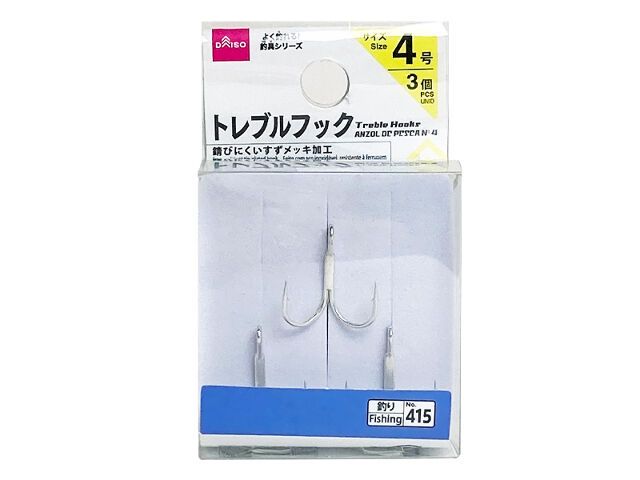 DAISO
よく釣れる!
釣具シリーズ
サイズ
Size
4号
3個
PCS
UNID
トレブルフック
Treble Hooks
ANZOL DE PESCA Nº4
錆びにくいすずメッキ加工
釣り
Fishing
No.
415